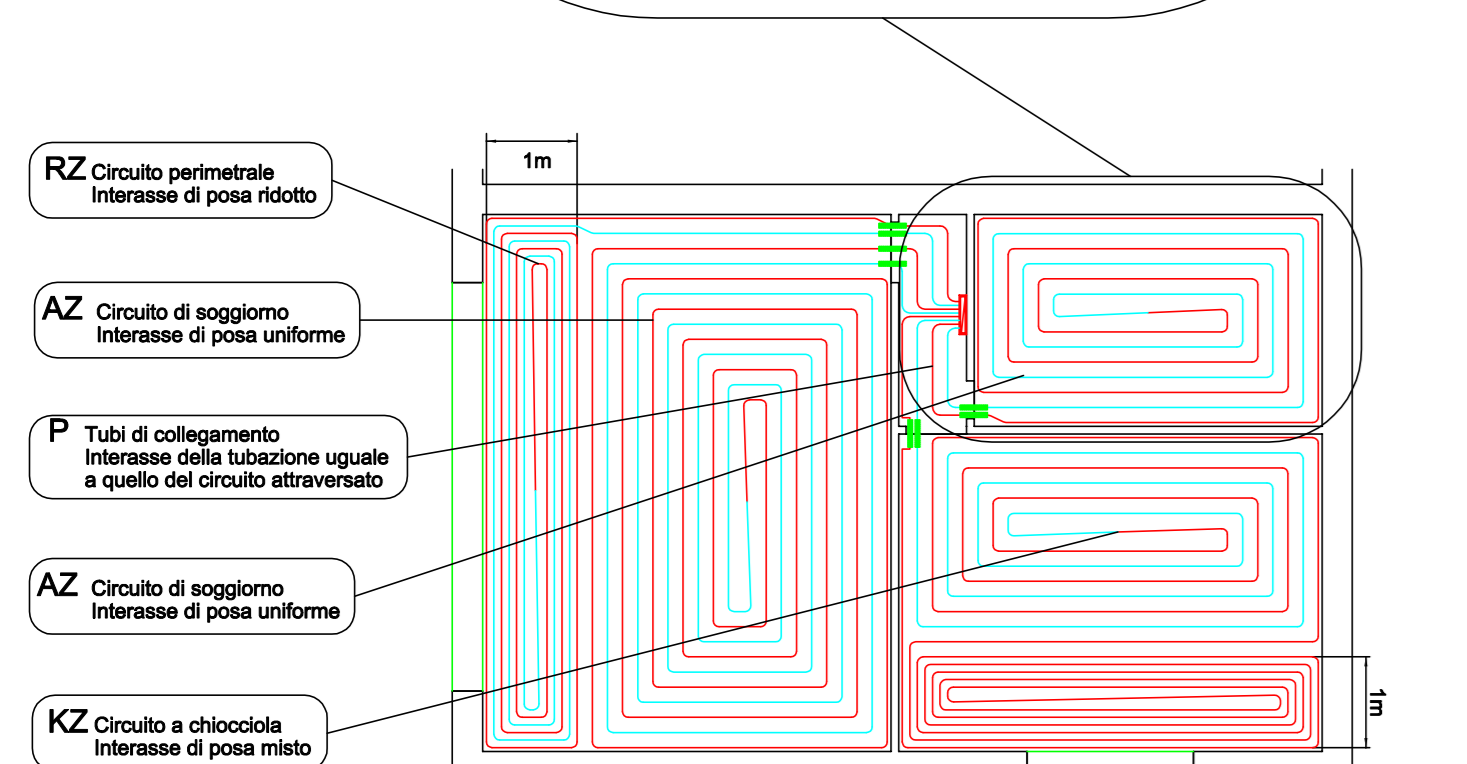 1m
RZ Circuito perimetrale
Interasse di posa ridotto
AZ Circuito di soggiorno
Interasse di posa uniforme
P Tubi di collegamento
Interasse della tubazione uguale
a quello del circuito attraversato
AZ Circuito di soggiorno
Interasse di posa uniforme
KZ Circuito a chiocciola
Interasse di posa misto
1m